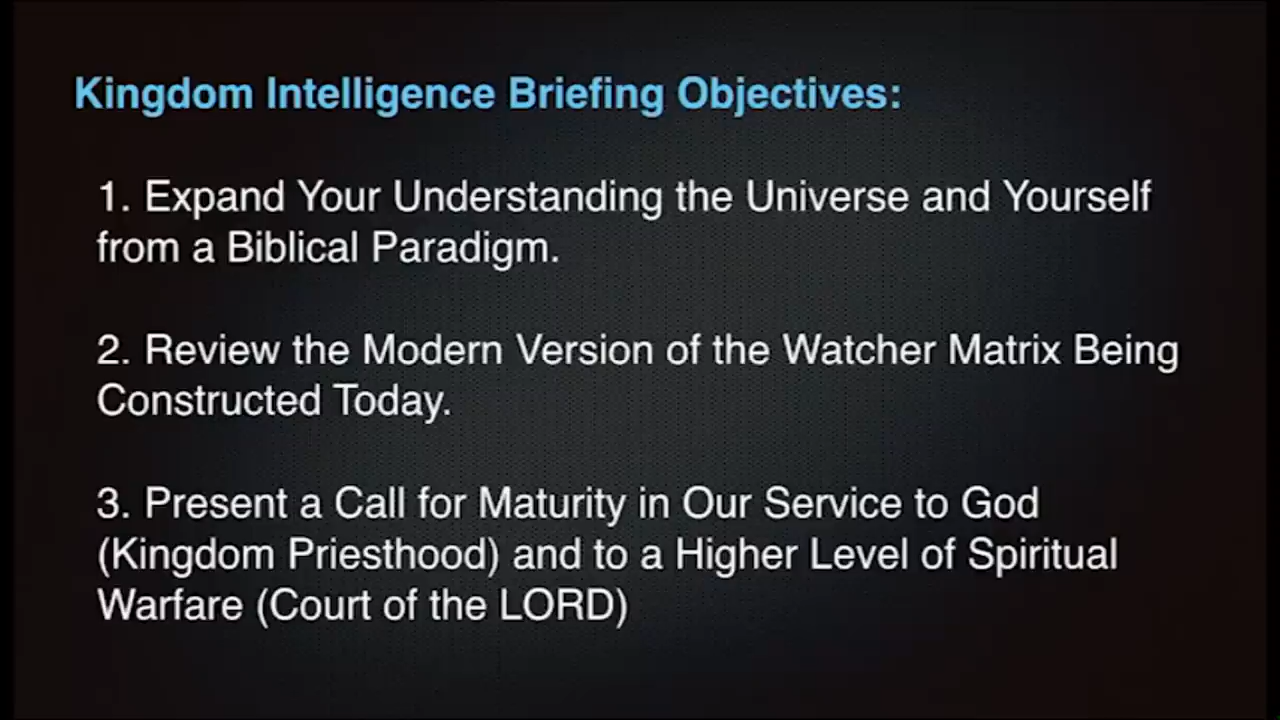 Kingdom Intelligence Briefing Objectives:
1. Expand Your Understanding the Universe and Yourself
from a Biblical Paradigm.
2. Review the Modern Version of the Watcher Matrix Being
Constructed Today.
3. Present a Call for Maturity in Our Service to God
(Kingdom Priesthood) and to a Higher Level of Spiritual
Warfare (Court of the LORD)